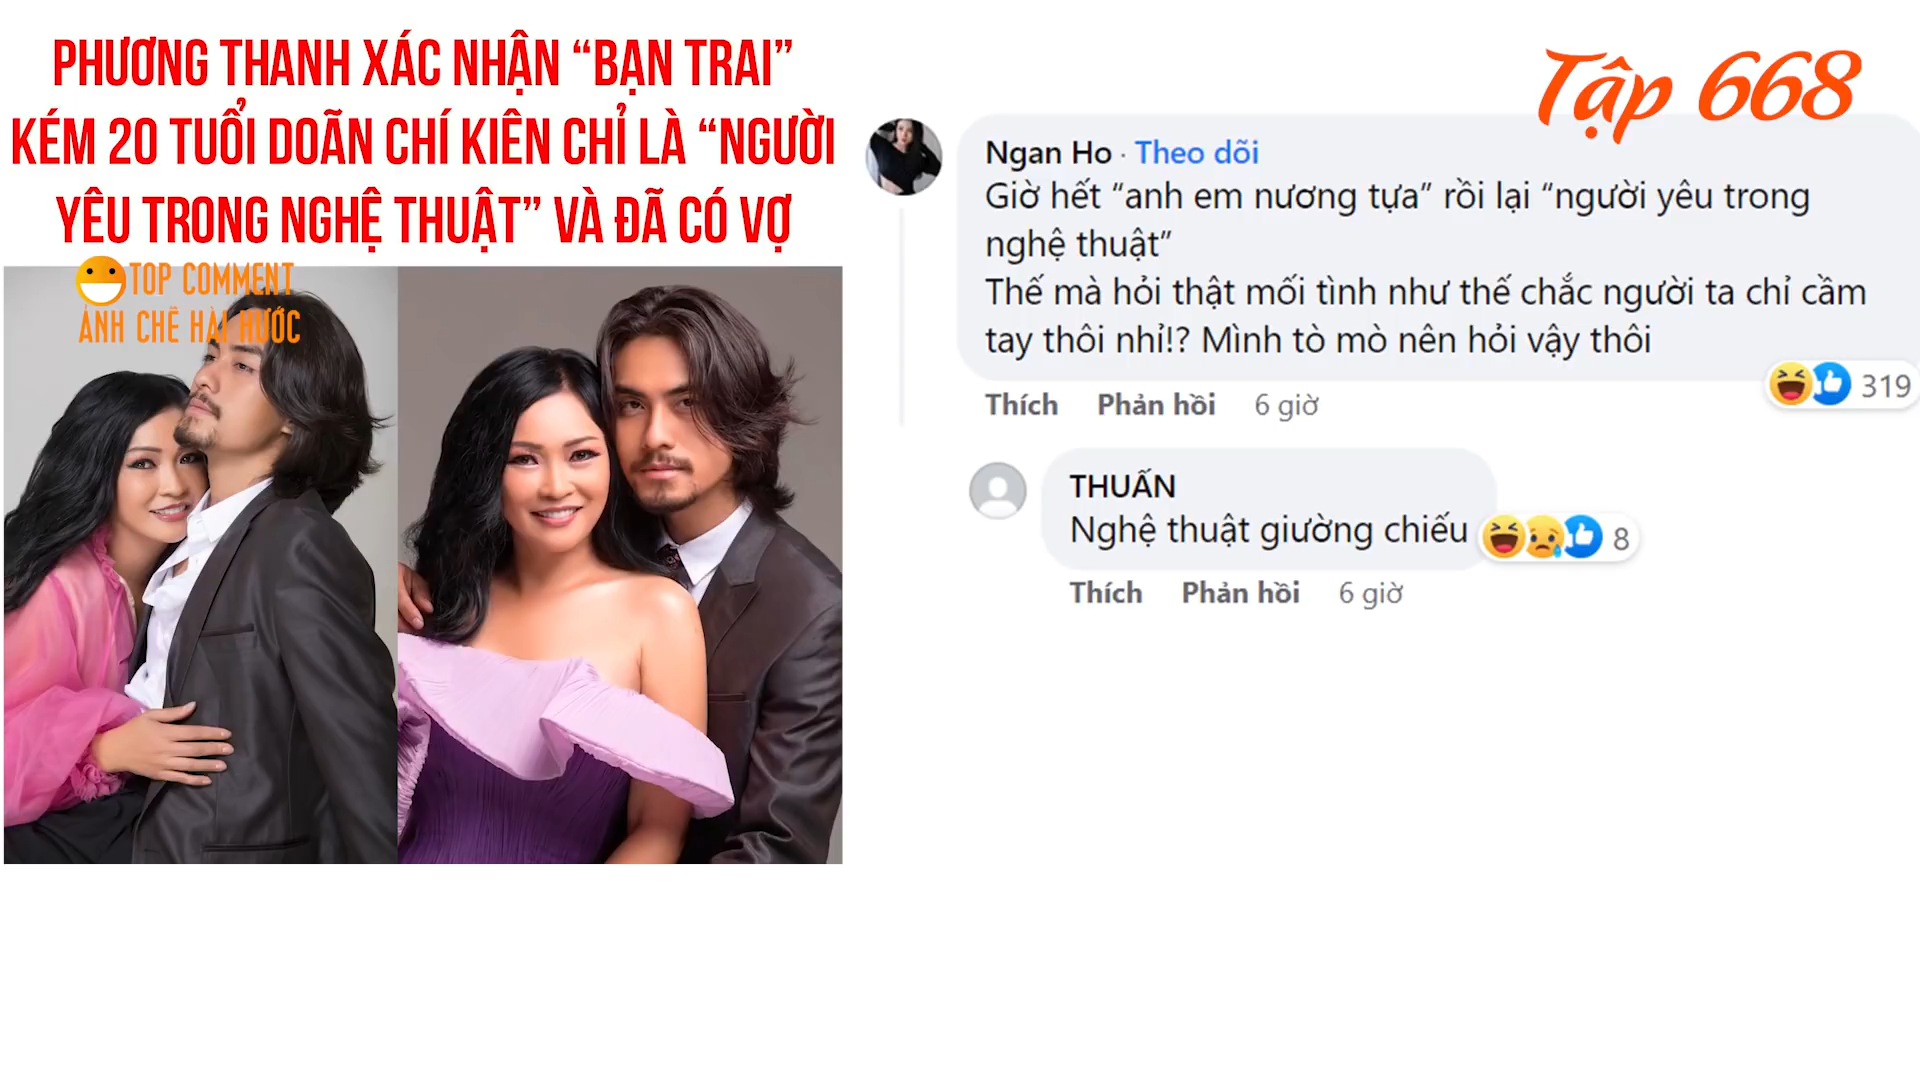 PHƯƠNG THANH XÁC NHẬN “BẠN TRAI”
KÉM 20 TUỔI DOÃN CHÍ KIÊN CHỈ LÀ “NGƯỜI
YÊU TRONG NGHỆ THUẬT” VÀ ĐÃ CÓ VỢ
TOP COMMENT
ẢNH CHẾ HÀI HƯỚC
Tập 668
Ngan Ho · Theo dõi
Giờ hết “anh em nương tựa” rồi lại “người yêu trong
nghệ thuật”
Thế mà hỏi thật mối tình như thế chắc người ta chỉ cầm
tay thôi nhỉ!? Mình tò mò nên hỏi vậy thôi
319
Thích Phản hồi 6 giờ
THUẤN
Nghệ thuật giường chiếu
8
Thích Phản hồi 6 giờ